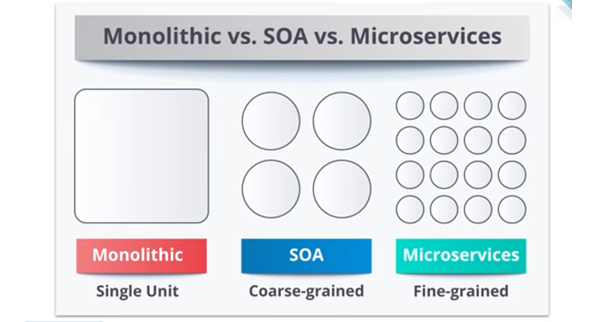 Monolithic vs. SOA vs. Microservices
Monolithic
SOA
Microservices
Single Unit
Coarse-grained
Fine-grained